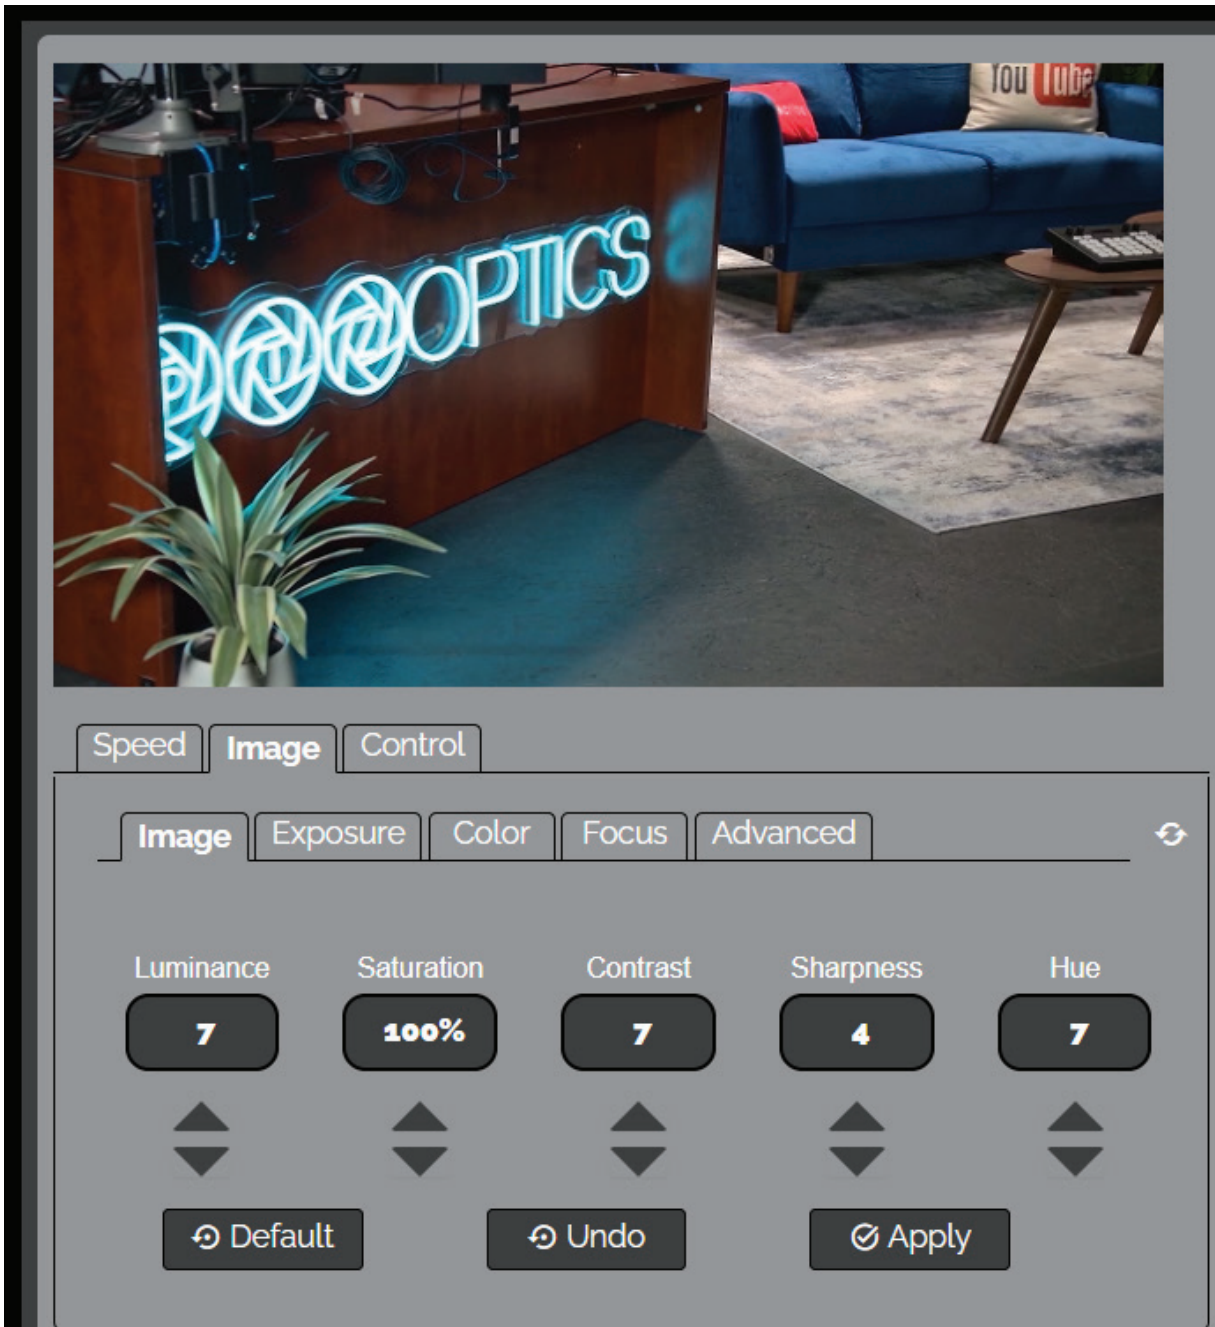 YouTube
PTZOPTICS
Speed Image Control
Image Exposure Color Focus Advanced
Luminance Saturation Contrast Sharpness Hue
7 100% 7 4 7
Default Undo Apply